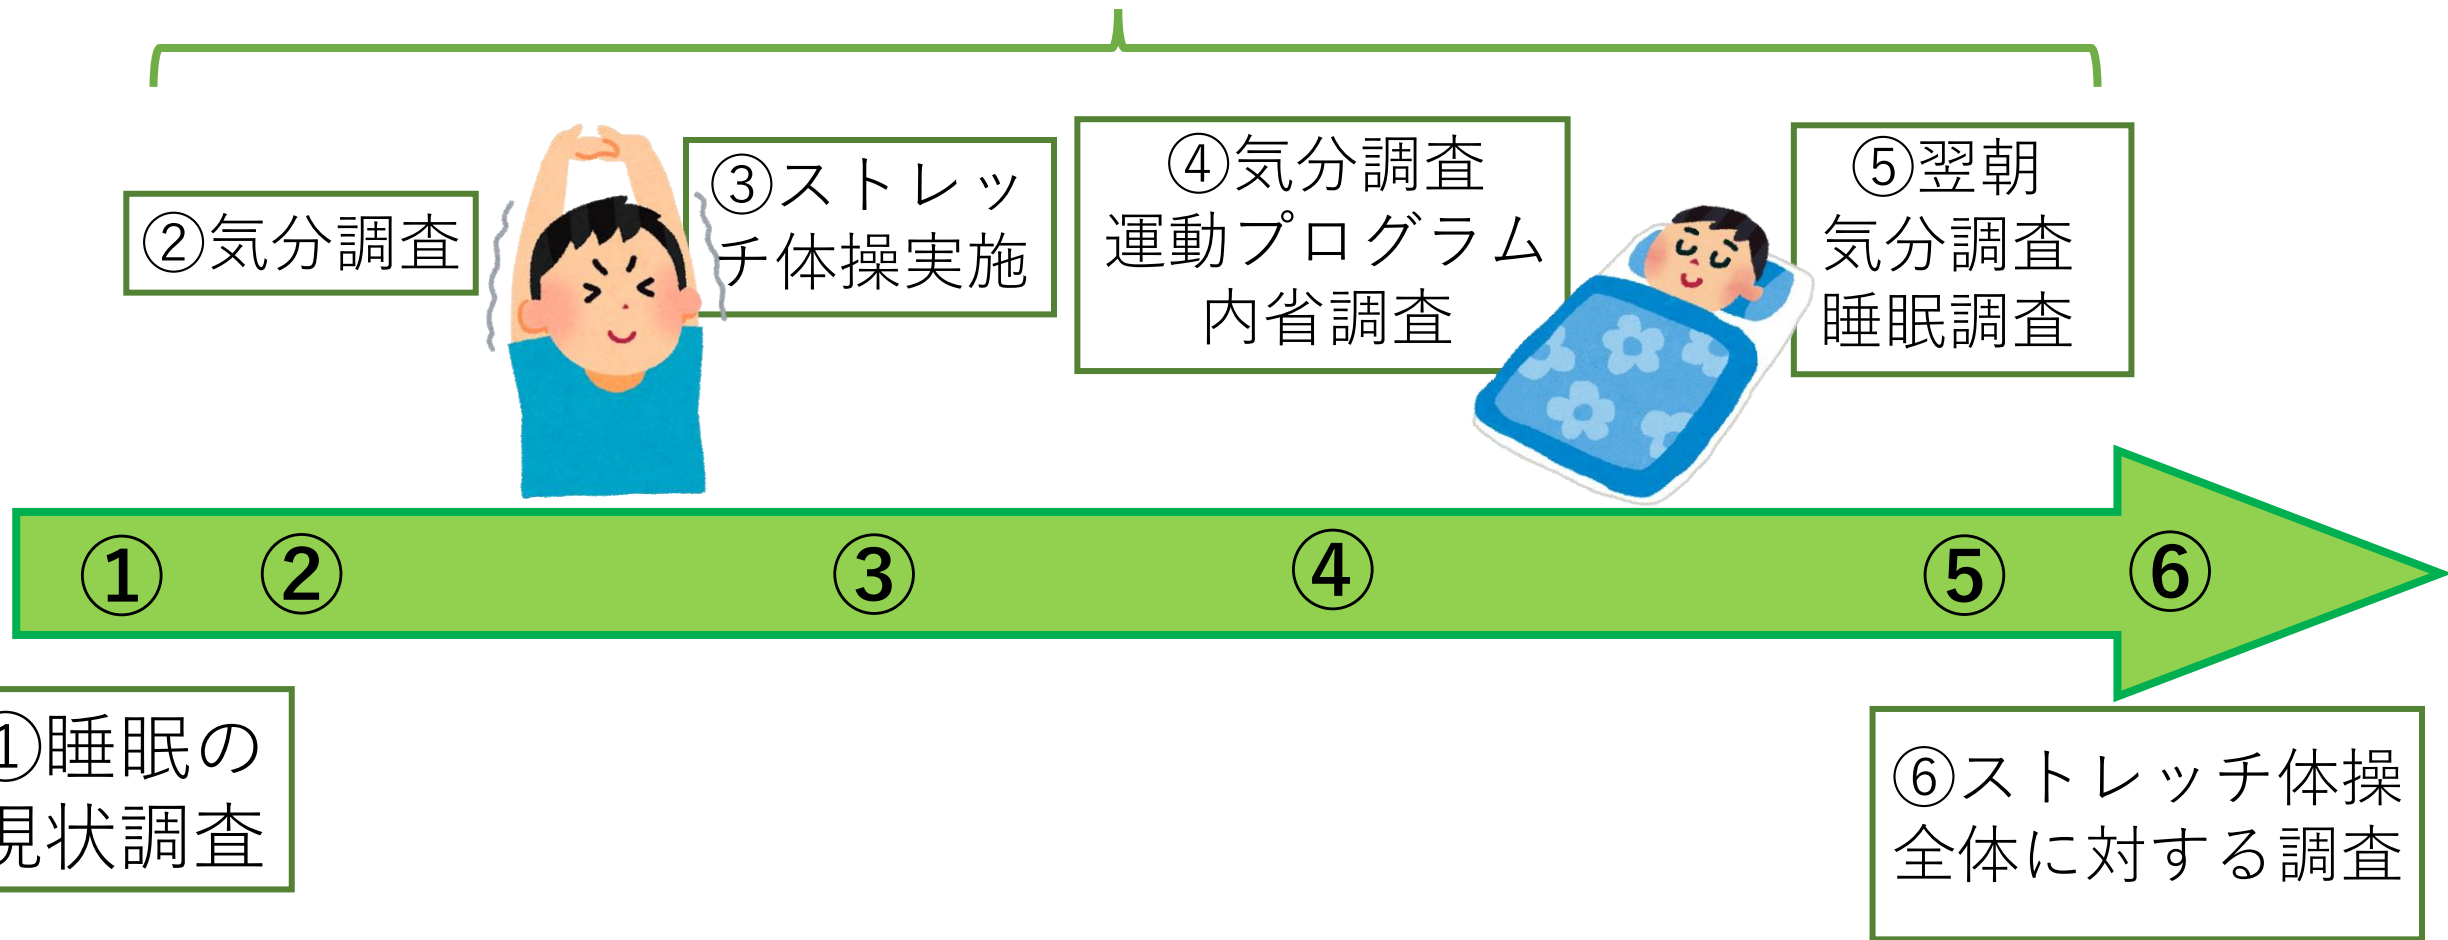 ②気分調査
③ストレッ
チ体操実施
④気分調査
運動プログラム
内省調査
⑤翌朝
気分調査
睡眠調査
① ② ③ ④ ⑤ ⑥
①睡眠の
現状調査
⑥ストレッチ体操
全体に対する調査